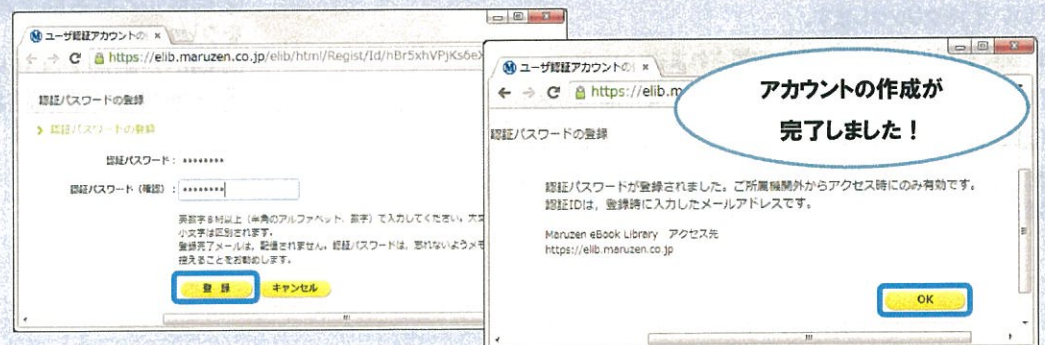 ユーザ認証アカウントの ×
https://elib.maruzen.co.jp/elib/html/Regist/Id/hBr5xhVPjKs6eX
認証パスワードの登録
> 認証パスワードの登録
認証パスワード : ********
認証パスワード (確認) : ********
英数字8桁以上 (半角のアルファベット、数字) で入力してください。大文
小文字は区別されます。
登録完了メールは、配信されません。認証パスワードは、忘れないようメモ
控えることをお勧めします。
登 録 キャンセル
ユーザ認証アカウントの ×
https://elib.m
アカウントの作成が
完了しました！
認証パスワードの登録
認証パスワードが登録されました。ご所属機関外からアクセス時にのみ有効です。
認証IDは，登録時に入力したメールアドレスです。
Maruzen eBook Library アクセス先
https://elib.maruzen.co.jp
OK